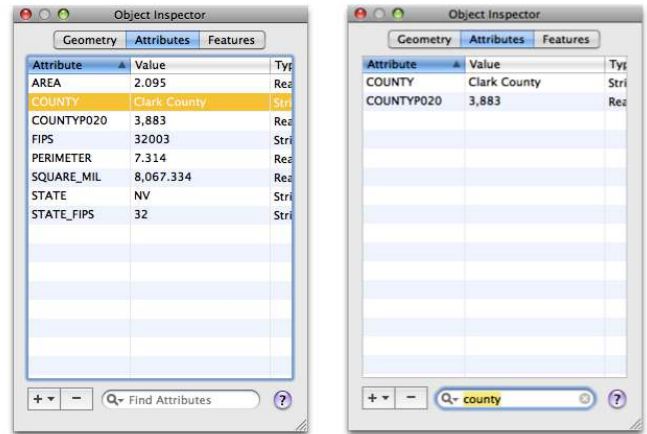 Object Inspector
Geometry Attributes Features
Attribute Value Typ
AREA 2.095 Rea
COUNTY Clark County Stri
COUNTYP020 3,883 Rea
FIPS 32003 Stri
PERIMETER 7.314 Rea
SQUARE_MIL 8,067.334 Rea
STATE NV Stri
STATE_FIPS 32 Stri
+ − Find Attributes ?
Object Inspector
Geometry Attributes Features
Attribute Value Typ
COUNTY Clark County Stri
COUNTYP020 3,883 Rea
+ − county ?